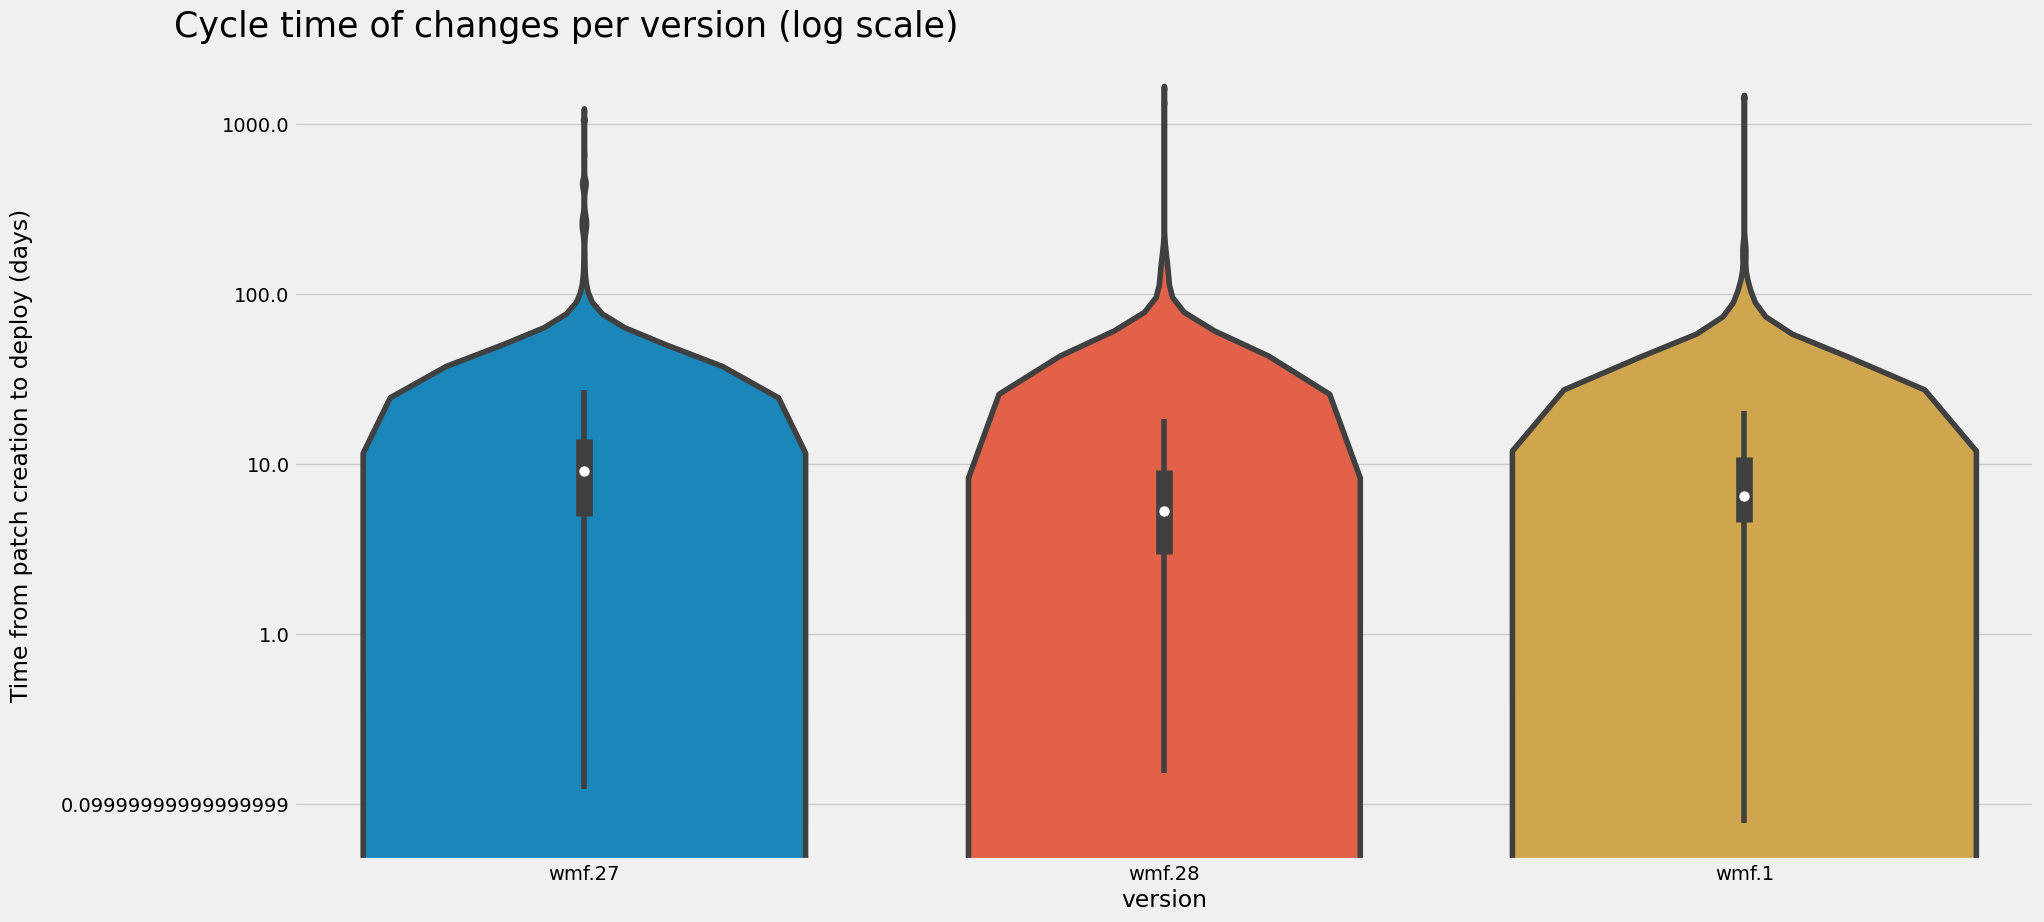 Cycle time of changes per version (log scale)
Time from patch creation to deploy (days)
1000.0
100.0
10.0
1.0
0.09999999999999999
wmf.27
wmf.28
wmf.1
version